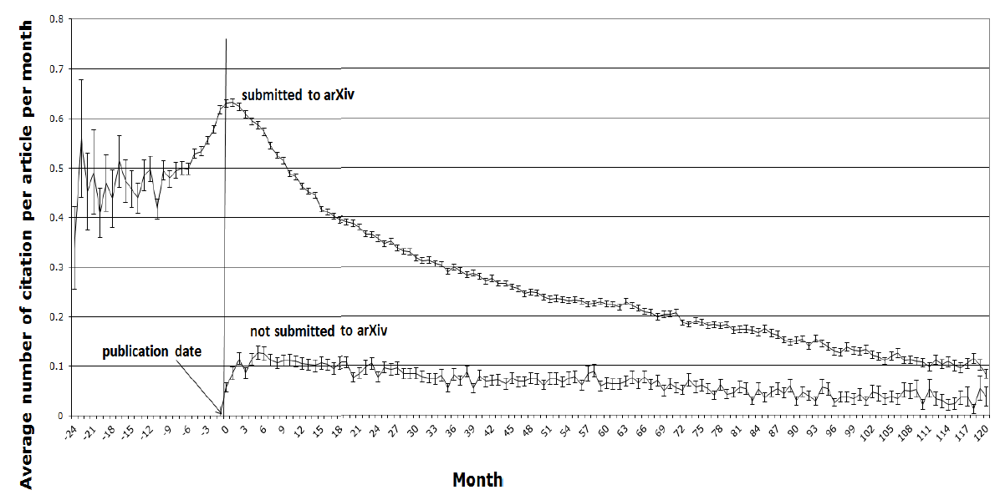 Average number of citation per article per month
0.8
0.7
0.6
0.5
0.4
0.3
0.2
0.1
0
submitted to arXiv
not submitted to arXiv
publication date
-24 -21 -18 -15 -12 -9 -6 -3 0 3 6 9 12 15 18 21 24 27 30 33 36 39 42 45 48 51 54 57 60 63 66 69 72 75 78 81 84 87 90 93 96 99 102 105 108 111 114 117 120
Month